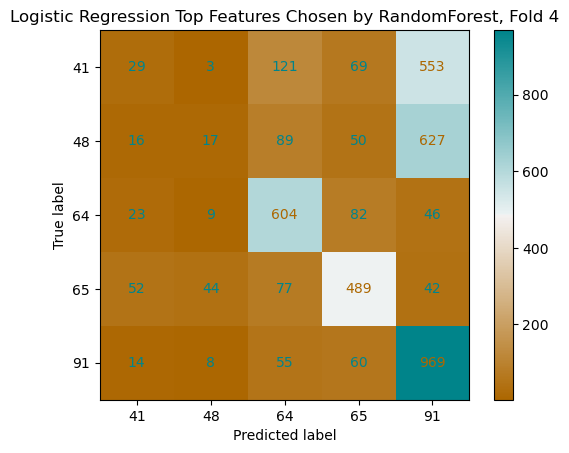 Logistic Regression Top Features Chosen by RandomForest, Fold 4
41 29 3 121 69 553
48 16 17 89 50 627
64 23 9 604 82 46
65 52 44 77 489 42
91 14 8 55 60 969
41 48 64 65 91
Predicted label
True label
800
600
400
200